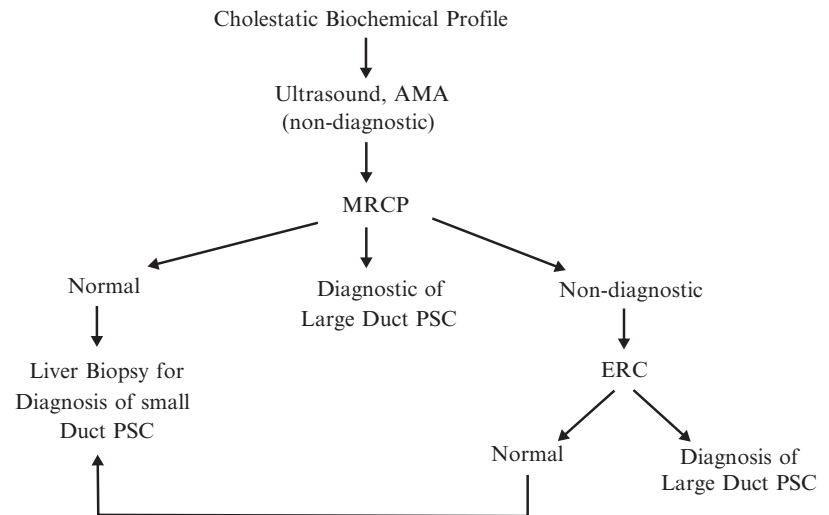 Cholestatic Biochemical Profile
Ultrasound, AMA
(non-diagnostic)
MRCP
Normal
Diagnostic of
Large Duct PSC
Non-diagnostic
Liver Biopsy for
Diagnosis of small
Duct PSC
ERC
Normal
Diagnosis of
Large Duct PSC